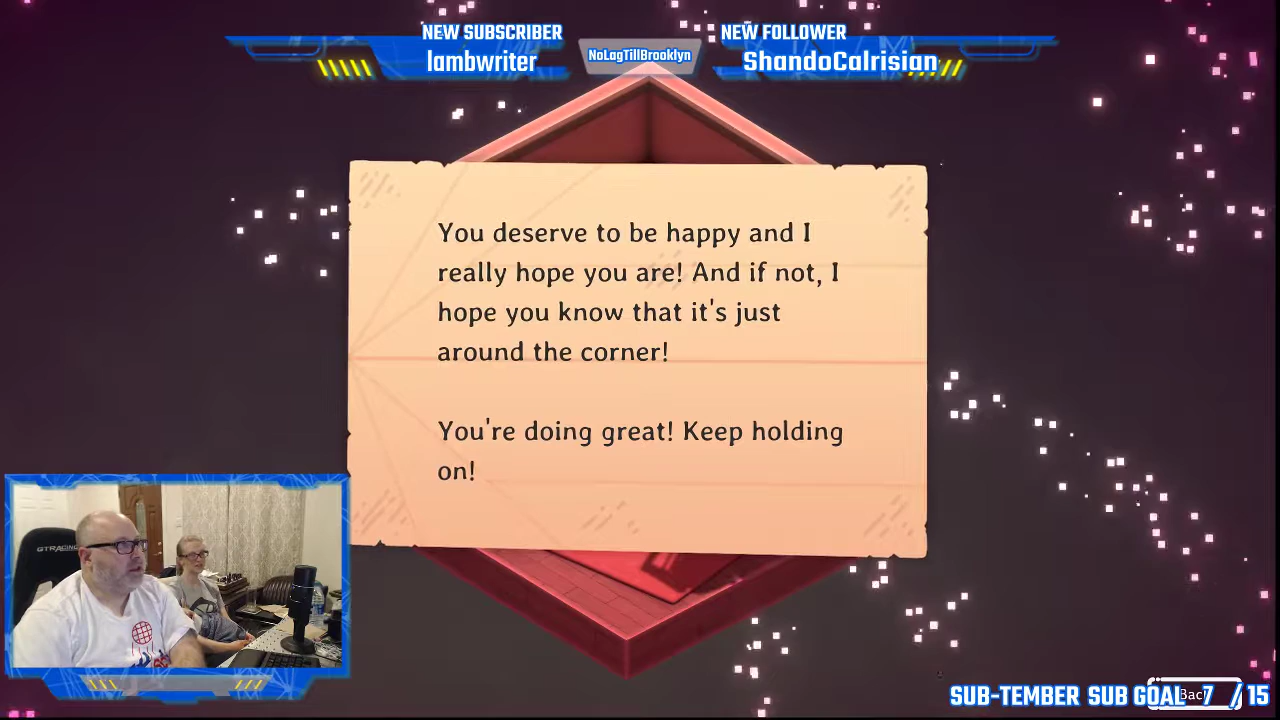 NEW SUBSCRIBER
lambwriter
NoLagTillBrooklyn
NEW FOLLOWER
ShandoCalrisian
You deserve to be happy and I
really hope you are! And if not, I
hope you know that it's just
around the corner!
You're doing great! Keep holding
on!
GTRACING
SUB-TEMBER SUB GOAL 7 / 15